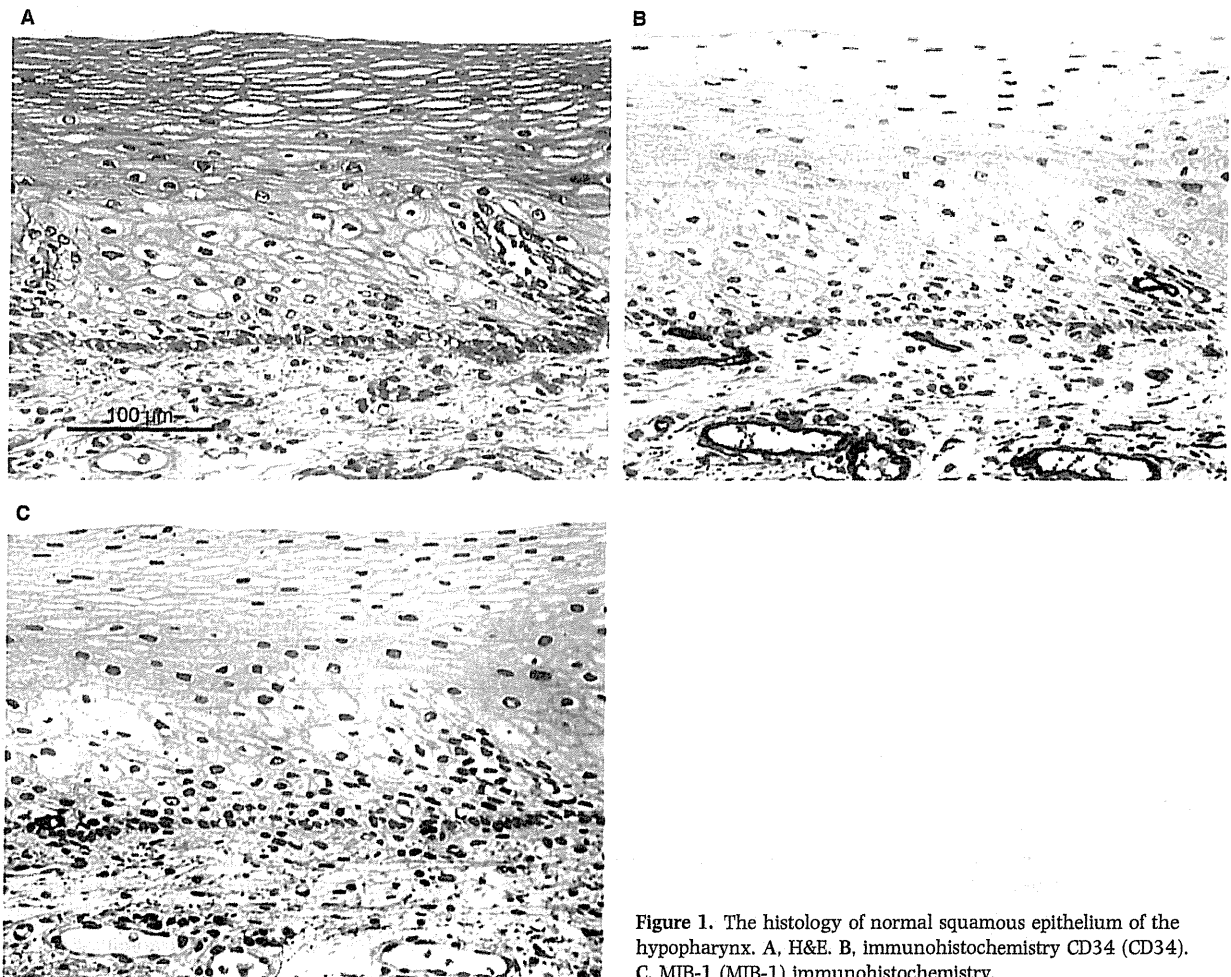 A
B
100 µm
C
Figure 1. The histology of normal squamous epithelium of the
hypopharynx. A, H&E. B, immunohistochemistry CD34 (CD34).
C, MIB-1 (MIB-1) immunohistochemistry.